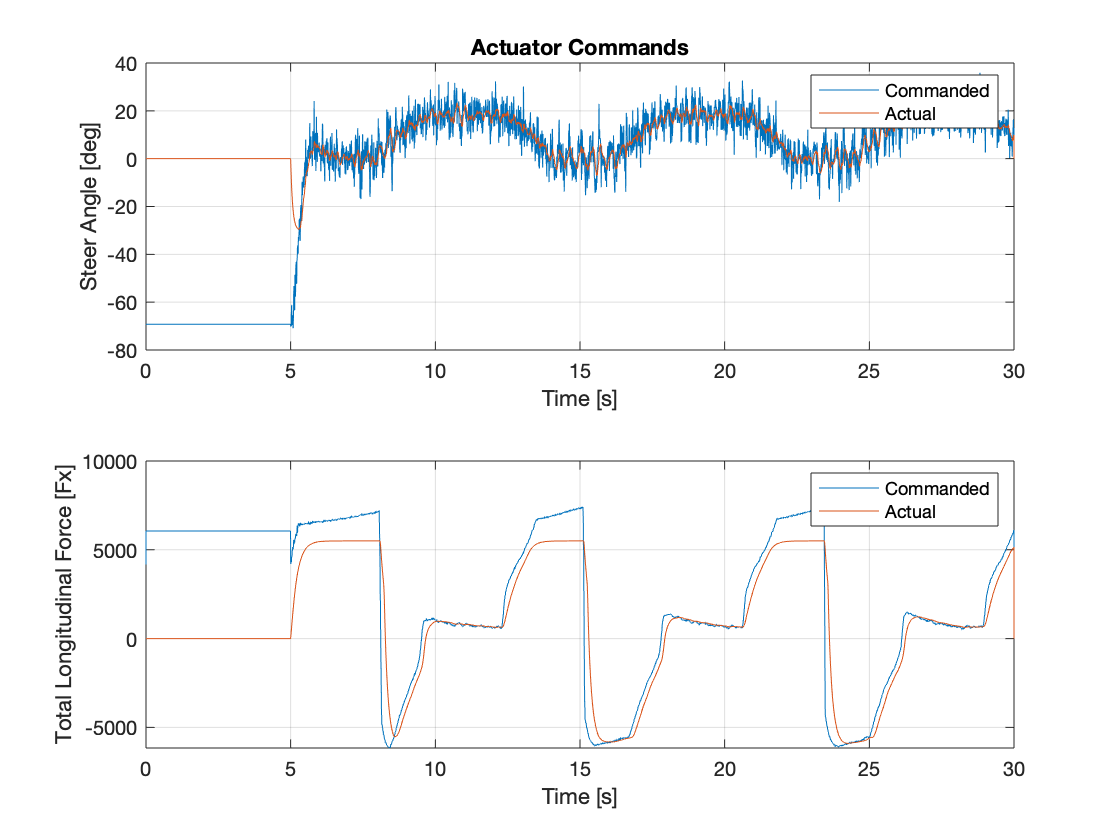 Actuator Commands
40
20
0
-20
-40
-60
-80
Steer Angle [deg]
Commanded
Actual
0 5 10 15 20 25 30
Time [s]
10000
5000
0
-5000
Total Longitudinal Force [Fx]
Commanded
Actual
0 5 10 15 20 25 30
Time [s]